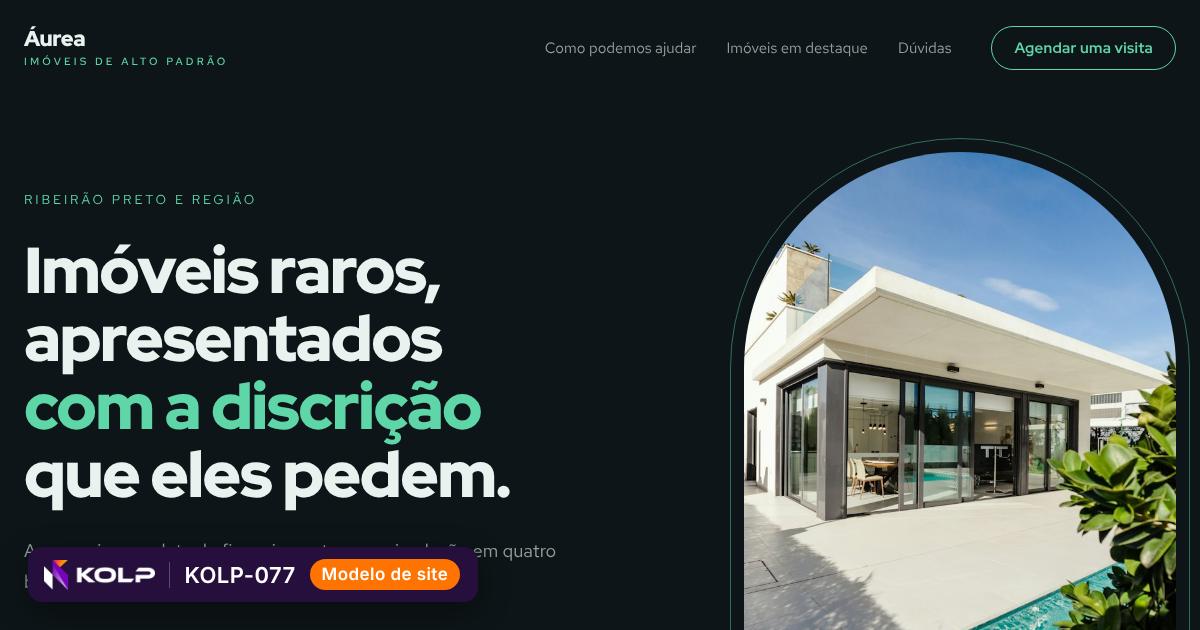 Áurea
IMÓVEIS DE ALTO PADRÃO
Como podemos ajudar
Imóveis em destaque
Dúvidas
Agendar uma visita
RIBEIRÃO PRETO E REGIÃO
Imóveis raros,
apresentados
com a discrição
que eles pedem.
em quatro
KOLP
KOLP-077
Modelo de site